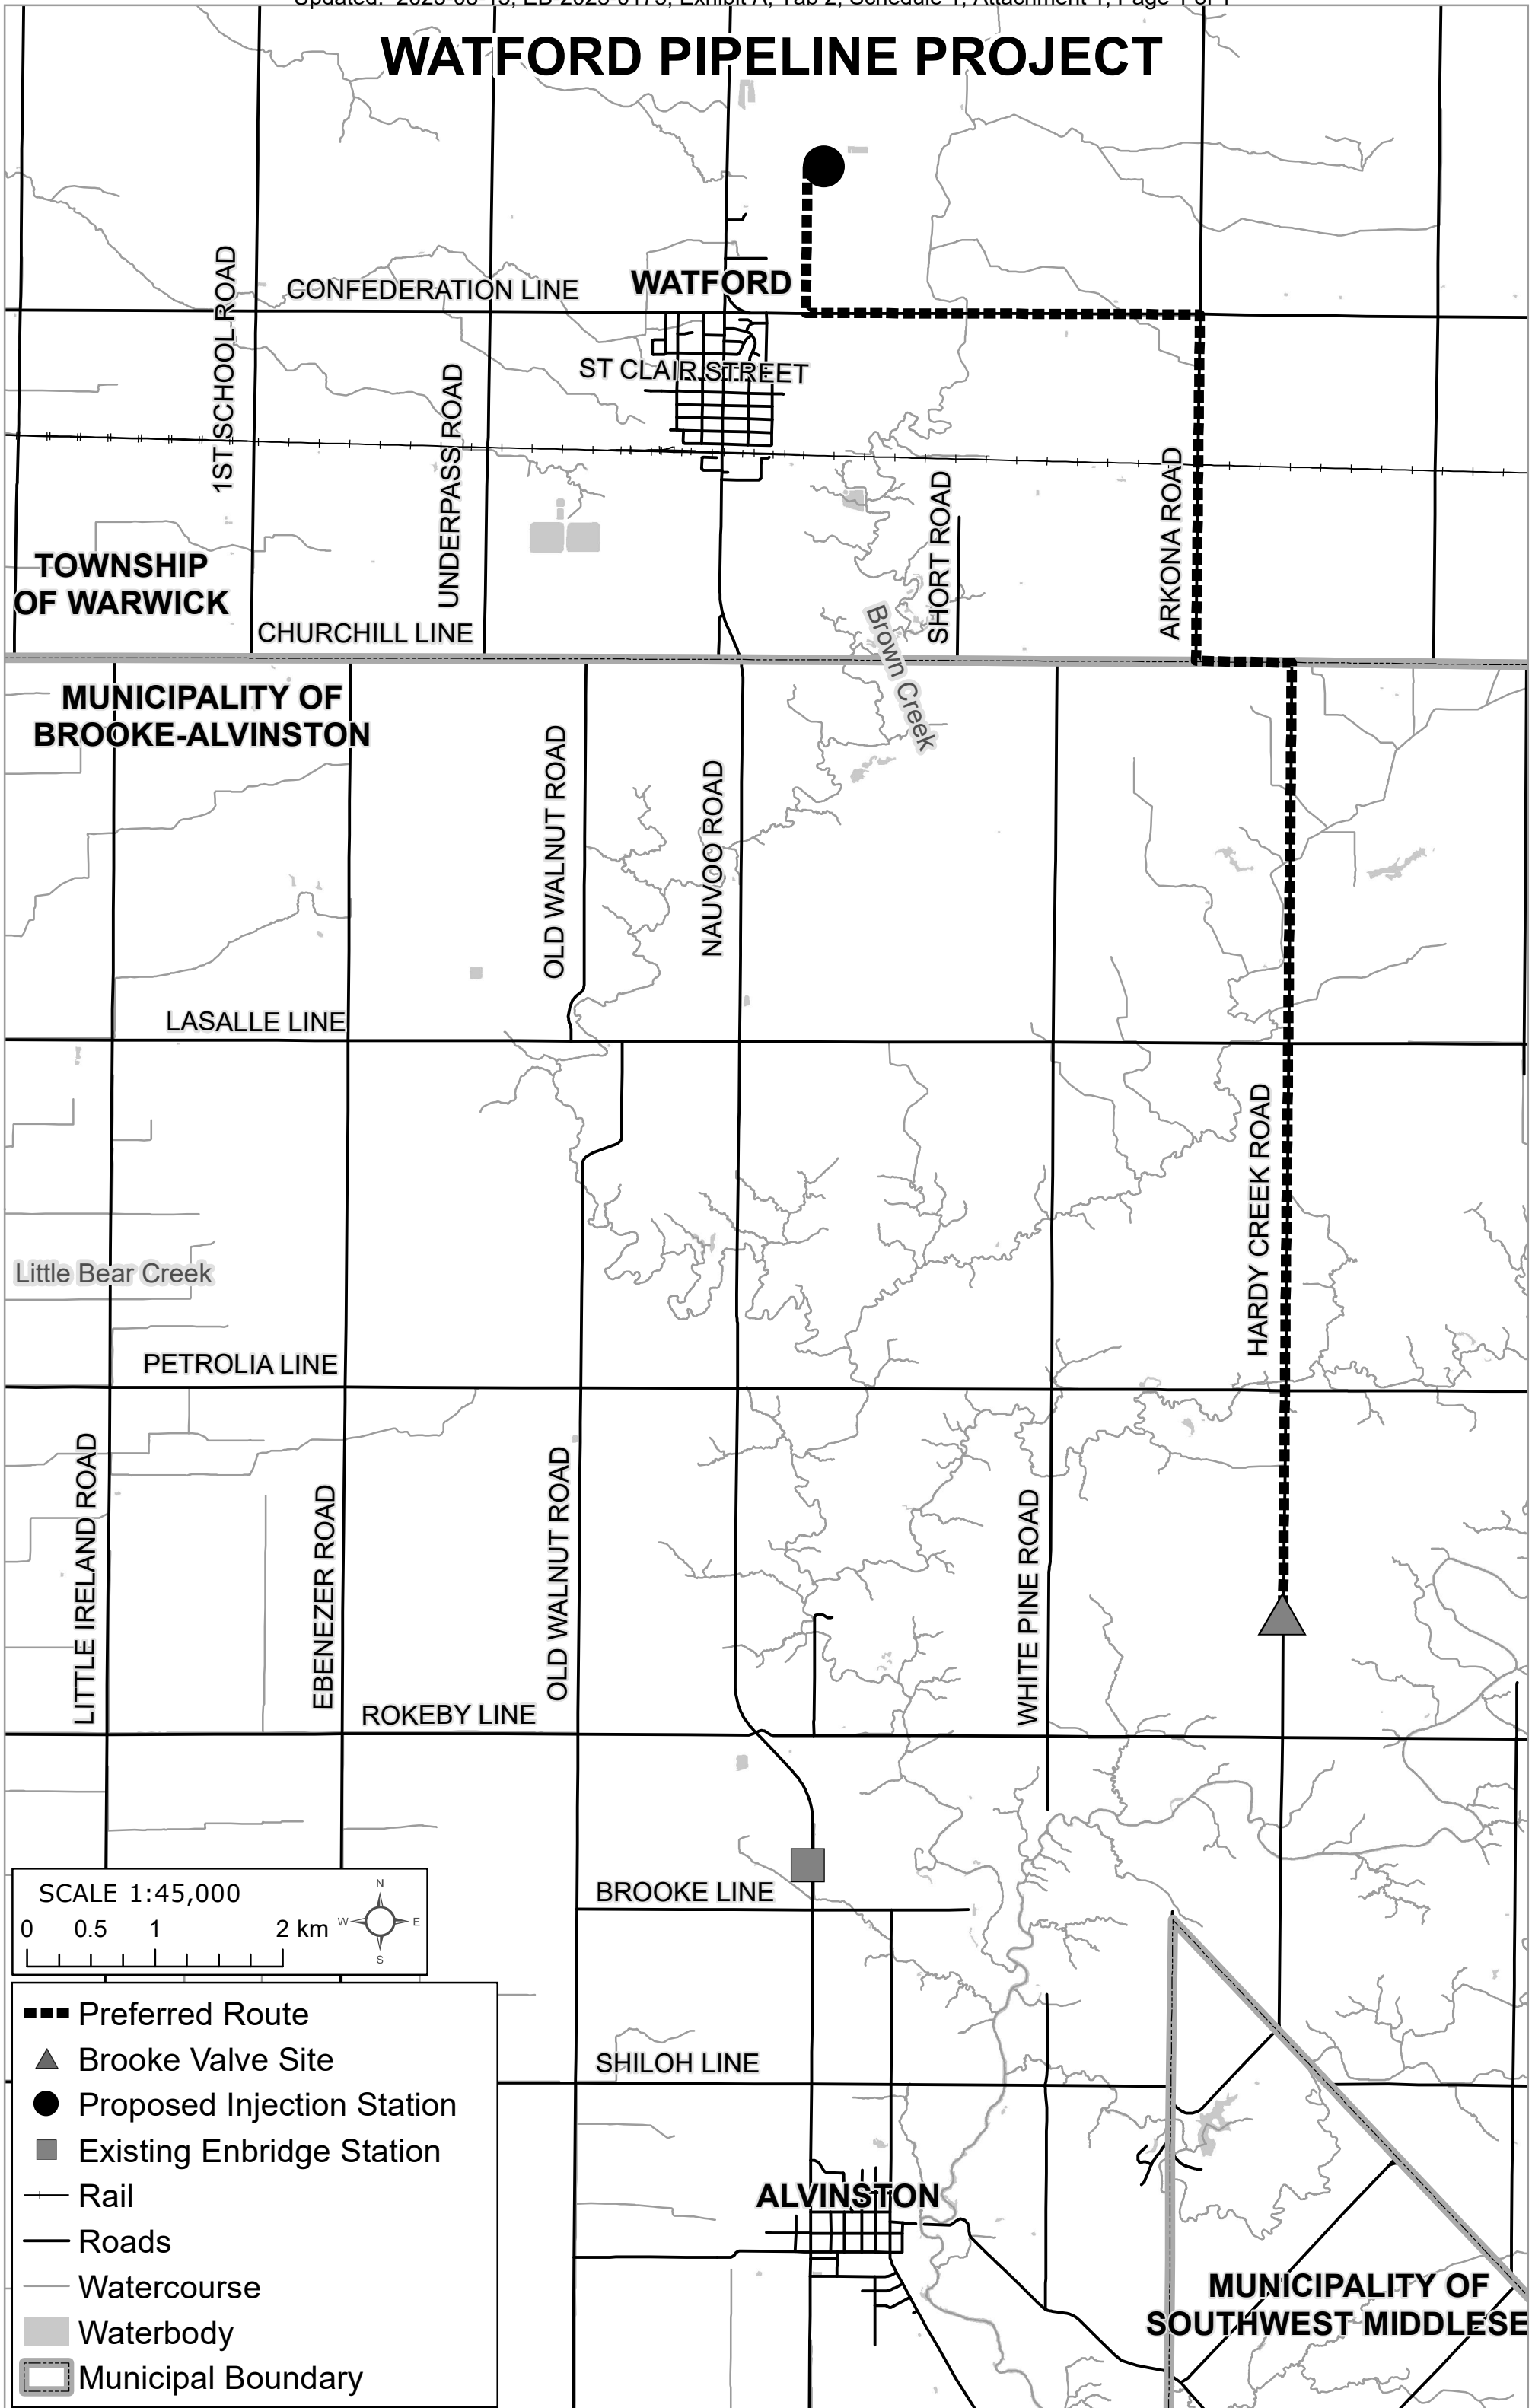 WATFORD PIPELINE PROJECT
WATFORD
CONFEDERATION LINE
1ST SCHOOL ROAD
ST CLAIR STREET
UNDERPASS ROAD
ARKONA ROAD
SHORT ROAD
TOWNSHIP
OF WARWICK
CHURCHILL LINE
Brown Creek
MUNICIPALITY OF
BROOKE-ALVINSTON
OLD WALNUT ROAD
NAUVOO ROAD
LASALLE LINE
HARDY CREEK ROAD
Little Bear Creek
PETROLIA LINE
LITTLE IRELAND ROAD
EBENEZER ROAD
OLD WALNUT ROAD
WHITE PINE ROAD
ROKEBY LINE
BROOKE LINE
SCALE 1:45,000
0 0.5 1 2 km
N
W E
S
SHILOH LINE
ALVINSTON
MUNICIPALITY OF
SOUTHWEST MIDDLESE
Preferred Route
Brooke Valve Site
Proposed Injection Station
Existing Enbridge Station
Rail
Roads
Watercourse
Waterbody
Municipal Boundary